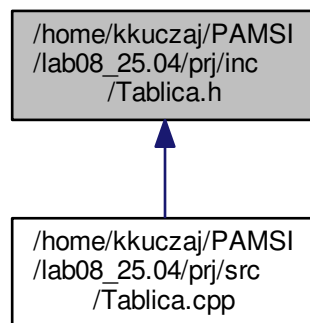 /home/kkuczaj/PAMSI
/lab08_25.04/prj/inc
/Tablica.h
/home/kkuczaj/PAMSI
/lab08_25.04/prj/src
/Tablica.cpp